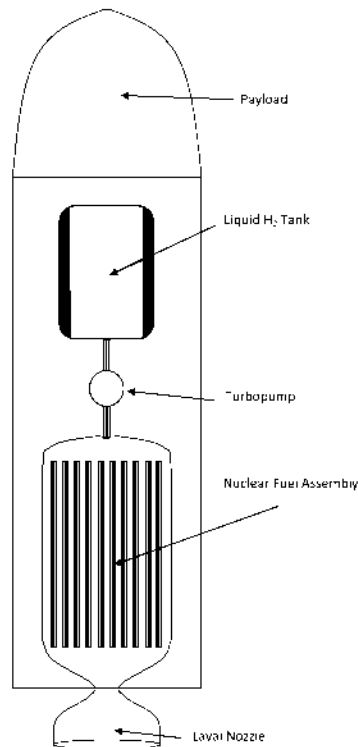 Payload
Liquid H₂ Tank
Turbopump
Nuclear Fuel Assembly
Laval Nozzle